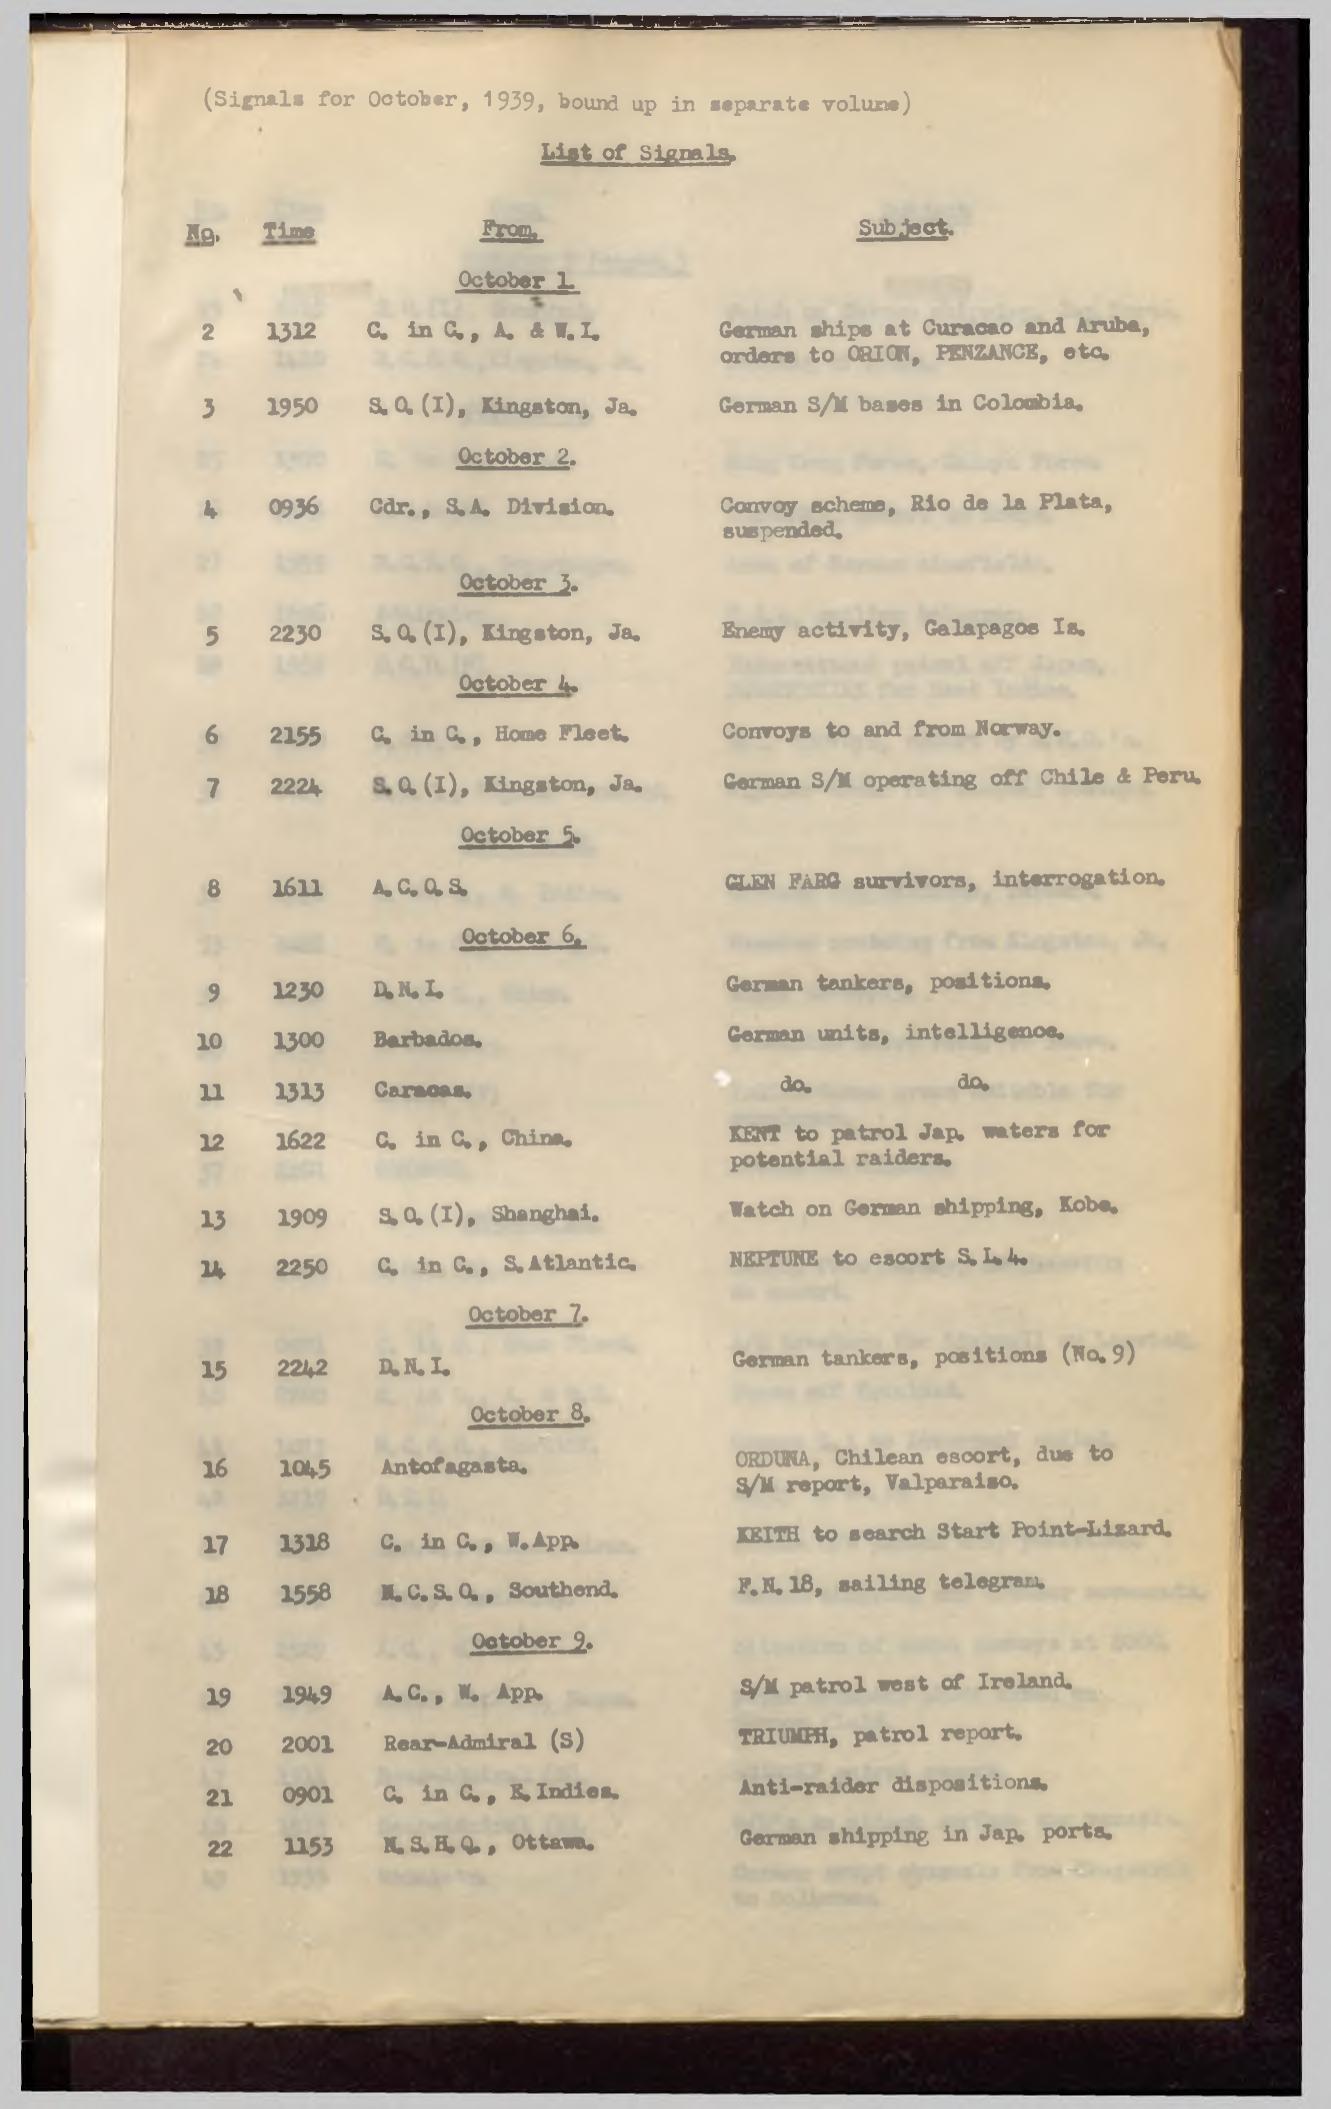 (Signals for October, 1939, bound up in separate volume)
List of Signals.
No. Time From. Subject.
October 1.
2 1312 C. in C., A. & W.I. German ships at Curacao and Aruba,
orders to ORION, PENZANCE, etc.
3 1950 S.O.(I), Kingston, Ja. German S/M bases in Colombia.
October 2.
4 0936 Cdr., S.A. Division. Convoy scheme, Rio de la Plata,
suspended.
October 3.
5 2230 S.O.(I), Kingston, Ja. Enemy activity, Galapagos Is.
October 4.
6 2155 C. in C., Home Fleet. Convoys to and from Norway.
7 2224 S.O.(I), Kingston, Ja. German S/M operating off Chile & Peru.
October 5.
8 1611 A.C.O.S. GLEN FARG survivors, interrogation.
October 6.
9 1230 D.N.I. German tankers, positions.
10 1300 Barbados. German units, intelligence.
11 1313 Caracas. do. do.
12 1622 C. in C., China. KENT to patrol Jap. waters for
potential raiders.
13 1909 S.O.(I), Shanghai. Watch on German shipping, Kobe.
14 2250 C. in C., S.Atlantic. NEPTUNE to escort S.L.4.
October 7.
15 2242 D.N.I. German tankers, positions (No.9)
October 8.
16 1045 Antofagasta. ORDUNA, Chilean escort, due to
S/M report, Valparaiso.
17 1318 C. in C., W.App. KEITH to search Start Point-Lizard.
18 1558 N.C.S.O., Southend. F.N.18, sailing telegram.
October 9.
19 1949 A.C., W. App. S/M patrol west of Ireland.
20 2001 Rear-Admiral (S) TRIUMPH, patrol report.
21 0901 C. in C., E.Indies. Anti-raider dispositions.
22 1153 N.S.H.Q., Ottawa. German shipping in Jap. ports.